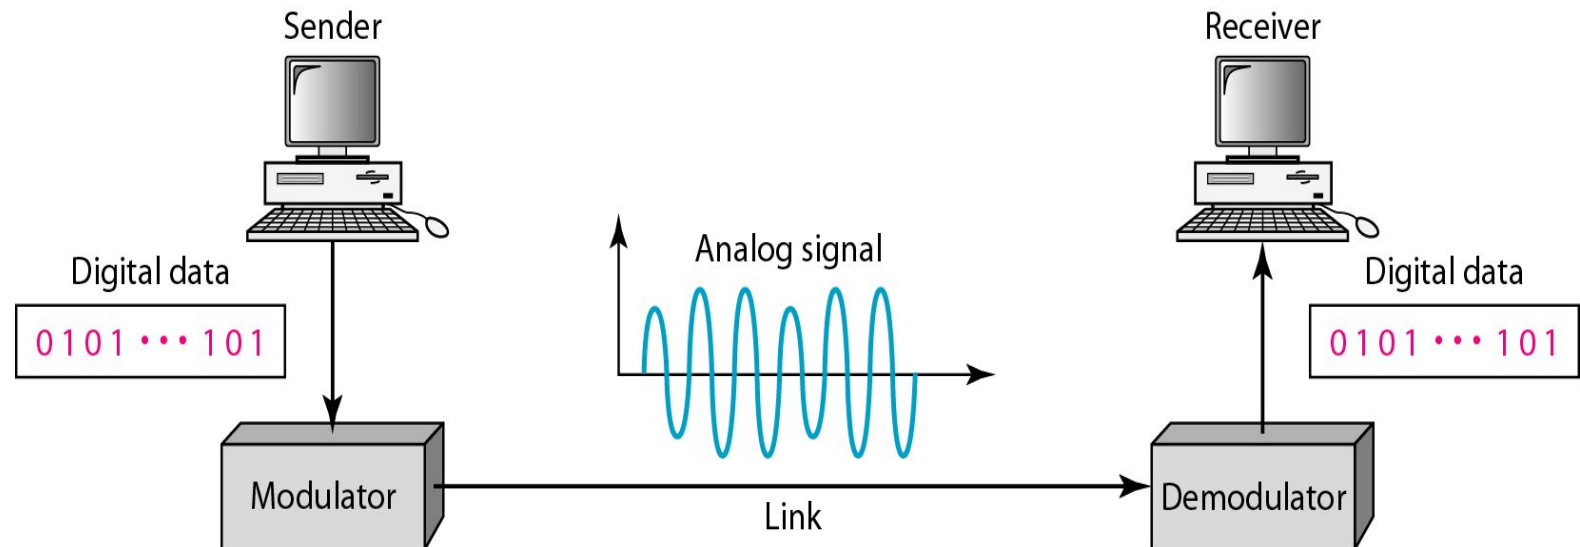 Sender
Receiver
Analog signal
Digital data
0101 ••• 101
Digital data
0101 ••• 101
Modulator
Link
Demodulator